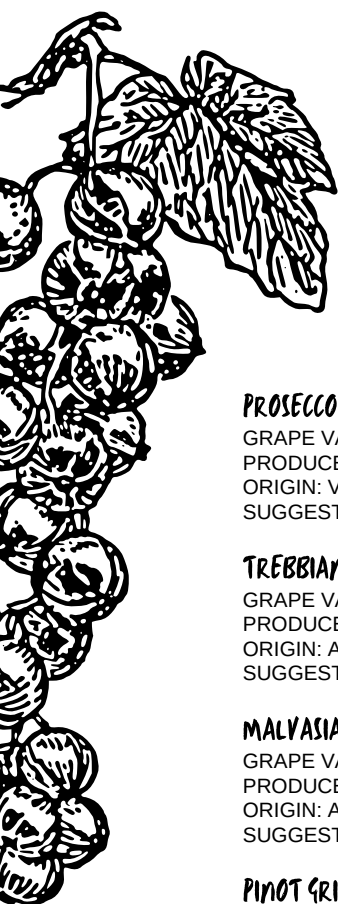 PROSECCO
GRAPE VA
PRODUCE
ORIGIN: V
SUGGEST
TREBBIAN
GRAPE VA
PRODUCE
ORIGIN: A
SUGGEST
MALVASIA
GRAPE VA
PRODUCE
ORIGIN: A
SUGGEST
PINOT GRI